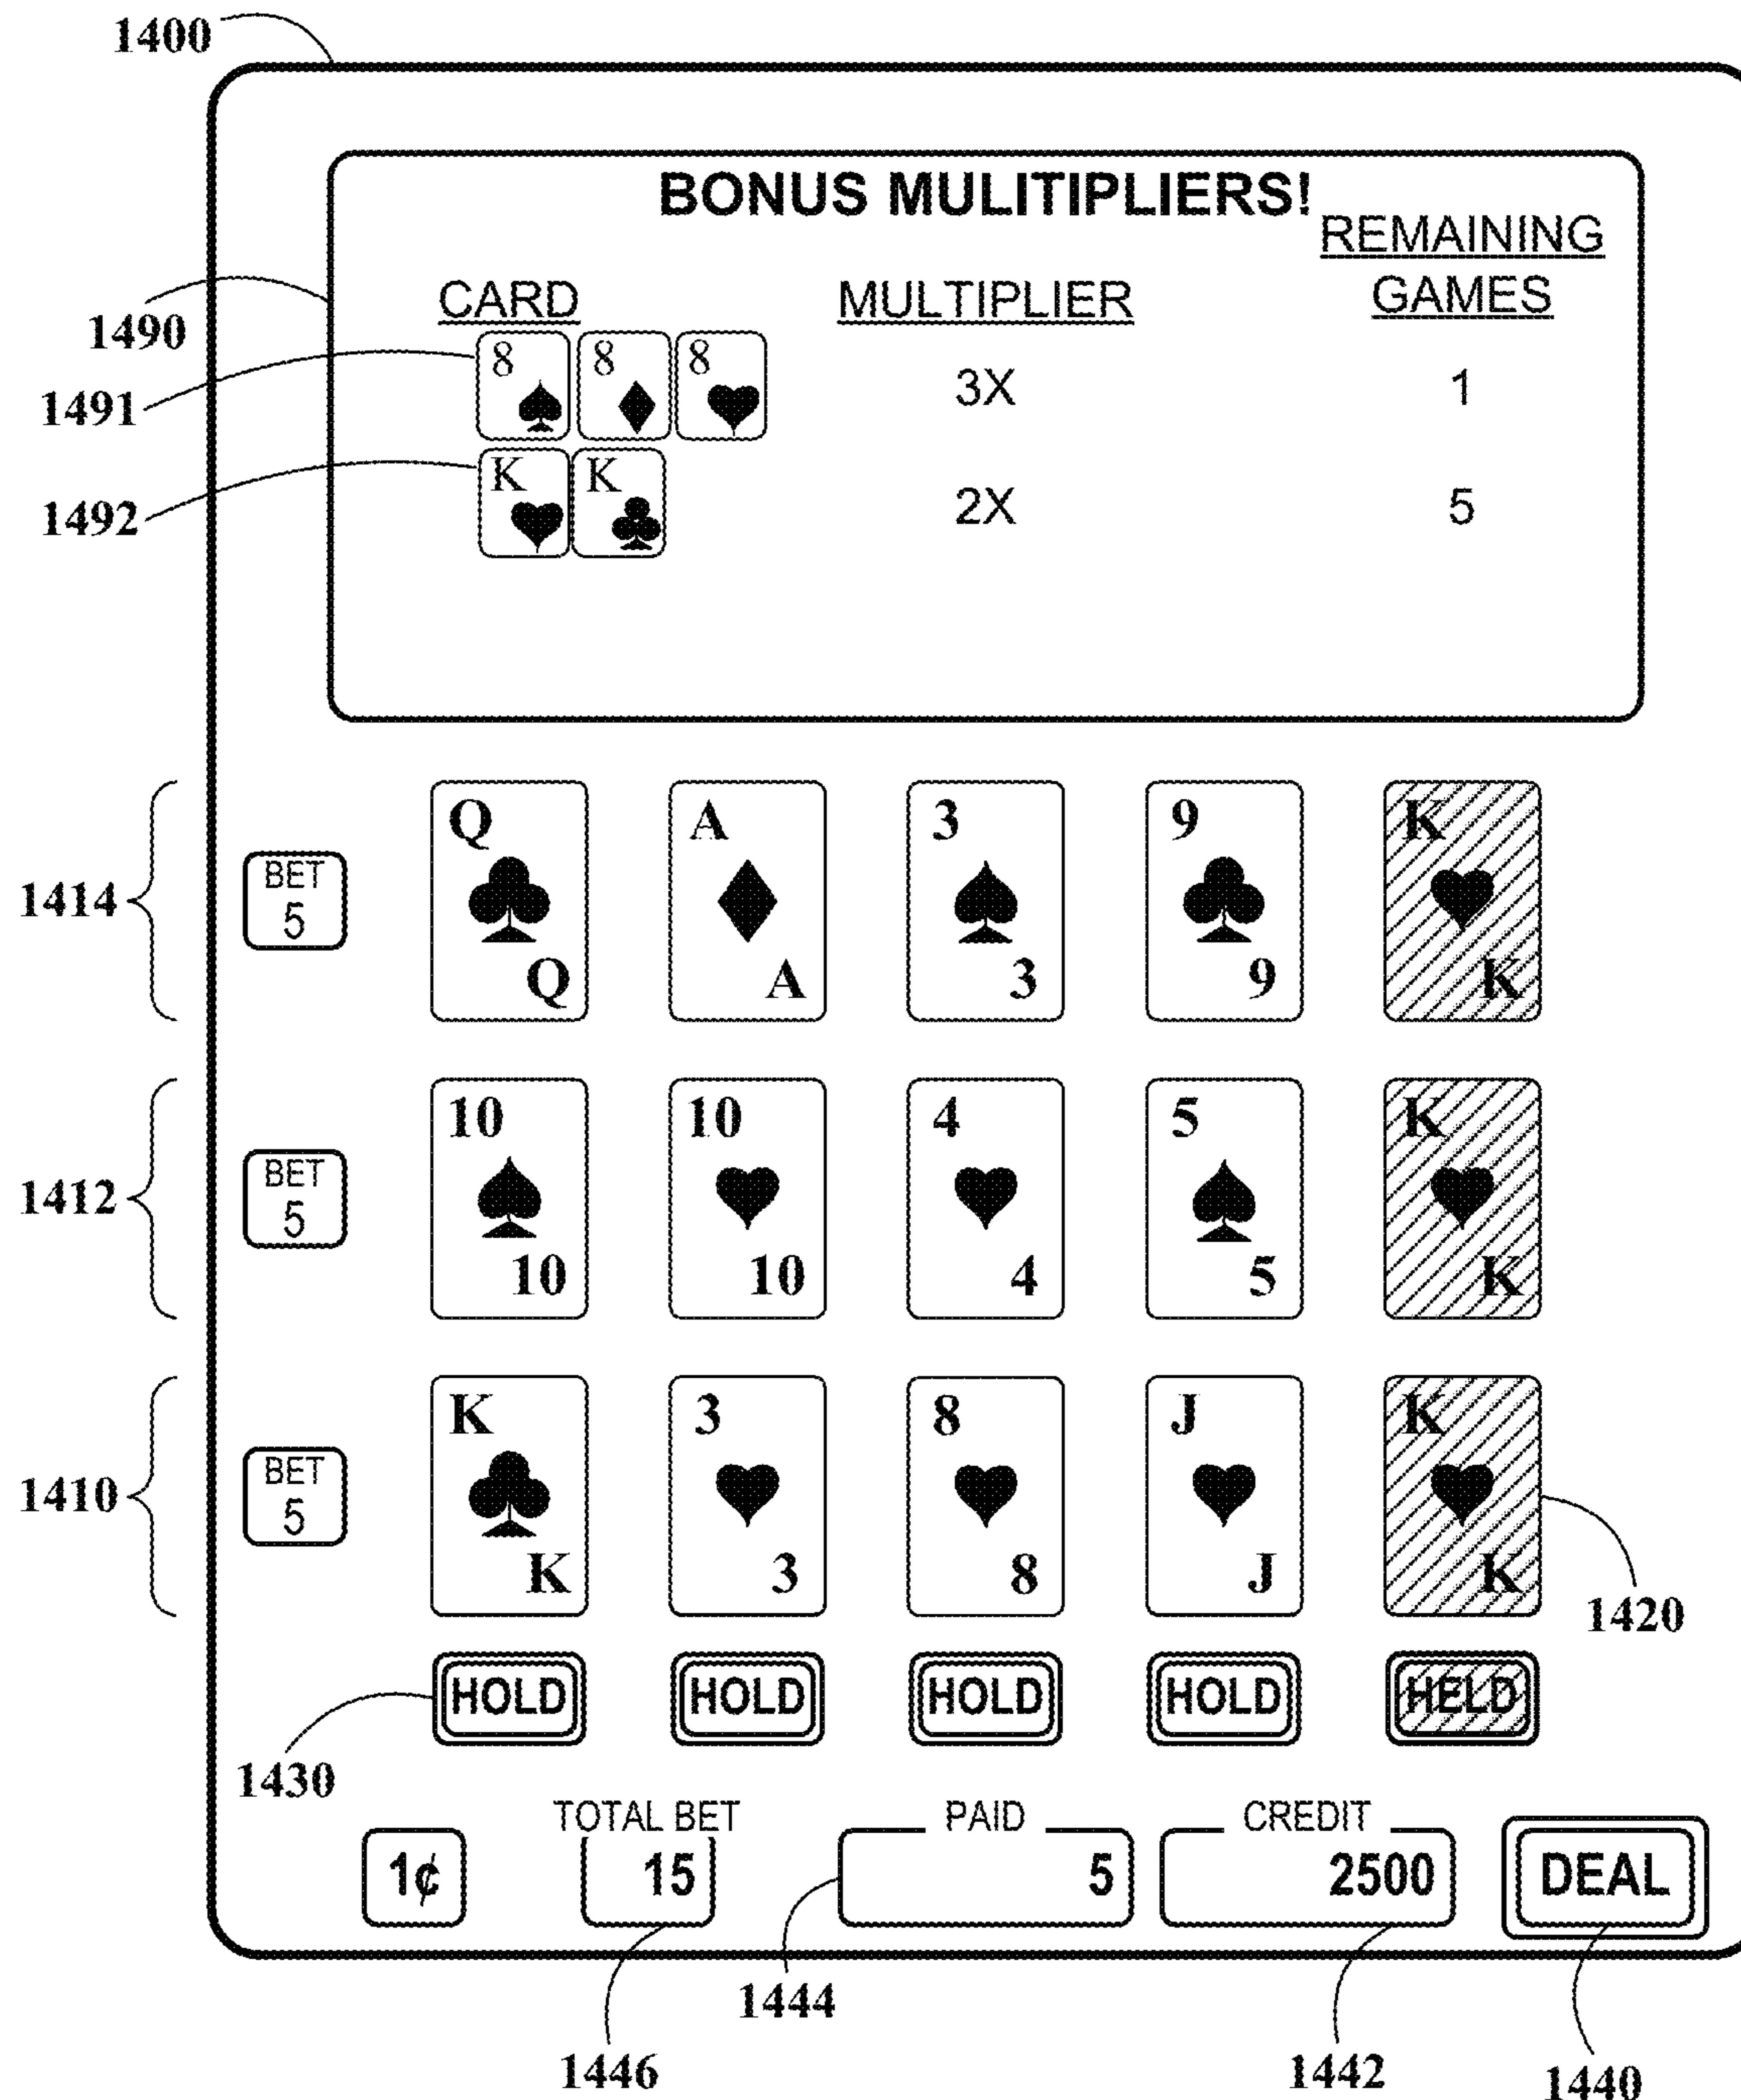 1400
BONUS MULITIPLIERS!
REMAINING
CARD MULTIPLIER GAMES
1490
8 8 8 3X 1
1491
K K 2X 5
1492
Q A 3 9 K
BET
1414
5
Q A 3 9 K
10 10 4 5 K
BET
1412
5
10 10 4 5 K
K 3 8 J K
BET
1410
5
K 3 8 J K
1420
HOLD HOLD HOLD HOLD HELD
1430
TOTAL BET PAID CREDIT
1¢ 15 5 2500 DEAL
1444
1446 1442 1440